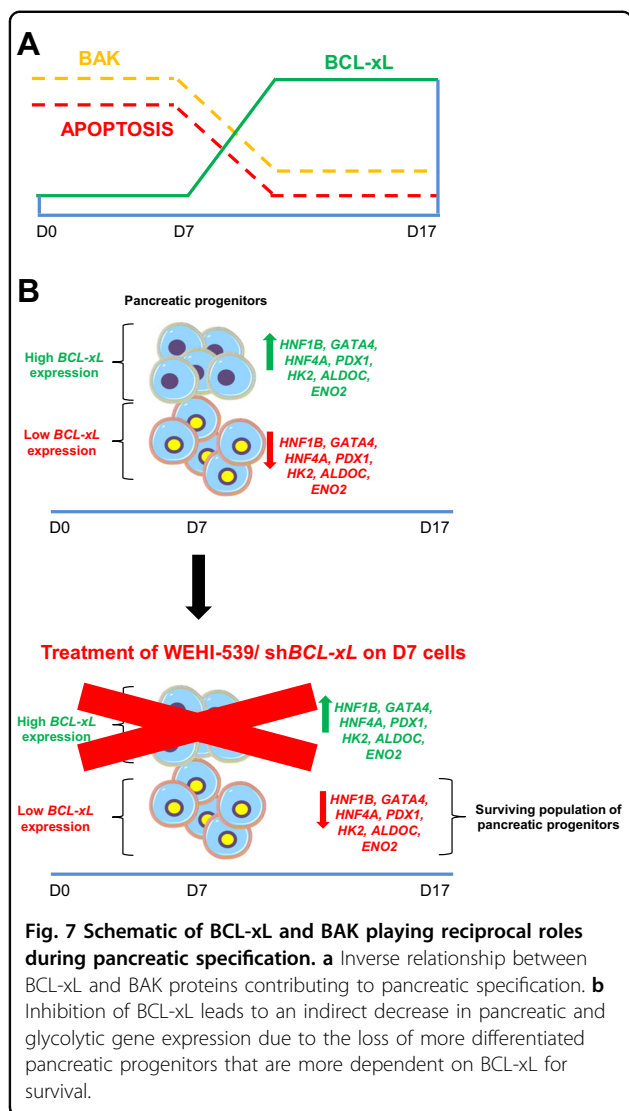 A
BAK
BCL-xL
APOPTOSIS
D0
D7
D17
B
Pancreatic progenitors
High BCL-xL
expression
HNF1B, GATA4,
HNF4A, PDX1,
HK2, ALDOC,
ENO2
Low BCL-xL
expression
HNF1B, GATA4,
HNF4A, PDX1,
HK2, ALDOC,
ENO2
D0
D7
D17
Treatment of WEHI-539/ shBCL-xL on D7 cells
High BCL-xL
expression
HNF1B, GATA4,
HNF4A, PDX1,
HK2, ALDOC,
ENO2
Low BCL-xL
expression
HNF1B, GATA4,
HNF4A, PDX1,
HK2, ALDOC,
ENO2
Surviving population of
pancreatic progenitors
D0
D7
D17
Fig. 7 Schematic of BCL-xL and BAK playing reciprocal roles
during pancreatic specification. a Inverse relationship between
BCL-xL and BAK proteins contributing to pancreatic specification. b
Inhibition of BCL-xL leads to an indirect decrease in pancreatic and
glycolytic gene expression due to the loss of more differentiated
pancreatic progenitors that are more dependent on BCL-xL for
survival.